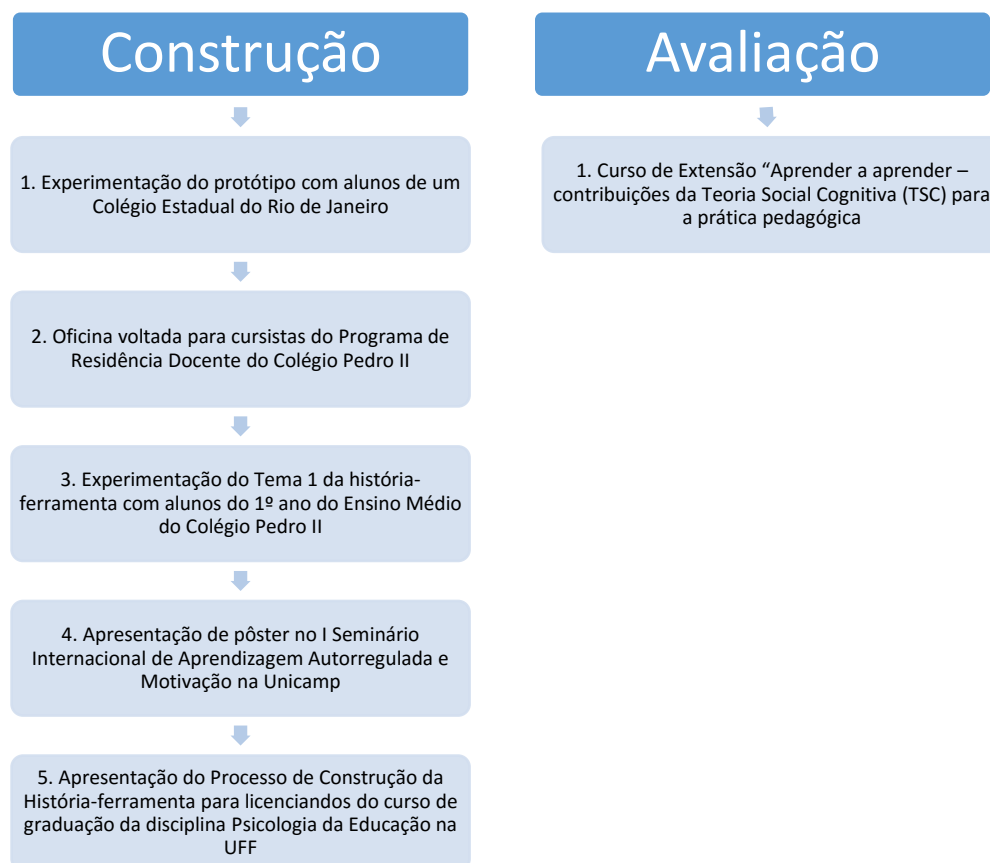 Construção
1. Experimentação do protótipo com alunos de um
Colégio Estadual do Rio de Janeiro
2. Oficina voltada para cursistas do Programa de
Residência Docente do Colégio Pedro II
3. Experimentação do Tema 1 da história-
ferramenta com alunos do 1º ano do Ensino Médio
do Colégio Pedro II
4. Apresentação de pôster no I Seminário
Internacional de Aprendizagem Autorregulada e
Motivação na Unicamp
5. Apresentação do Processo de Construção da
História-ferramenta para licenciandos do curso de
graduação da disciplina Psicologia da Educação na
UFF
Avaliação
1. Curso de Extensão “Aprender a aprender –
contribuições da Teoria Social Cognitiva (TSC) para
a prática pedagógica